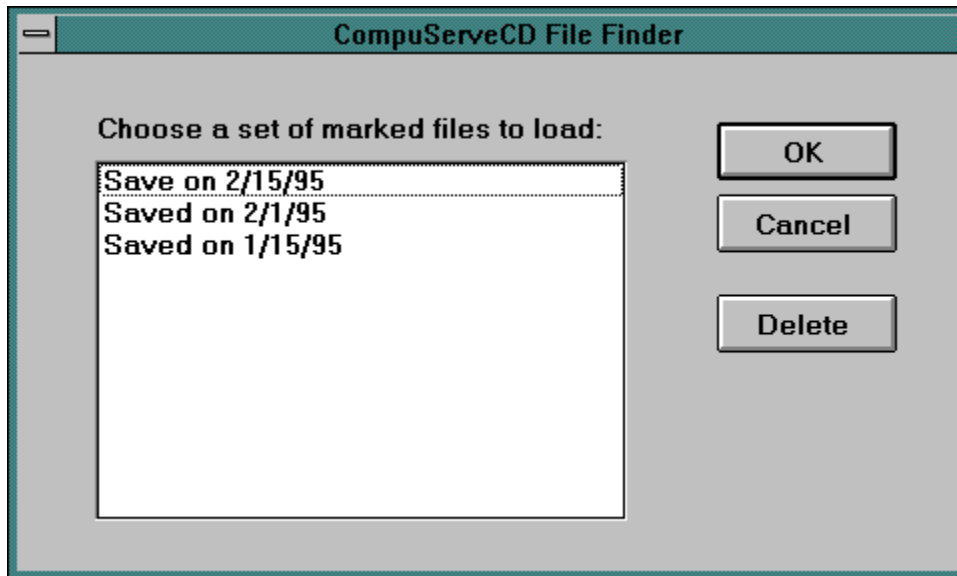 CompuServeCD File Finder
Choose a set of marked files to load:
Save on 2/15/95
Saved on 2/1/95
Saved on 1/15/95
OK
Cancel
Delete